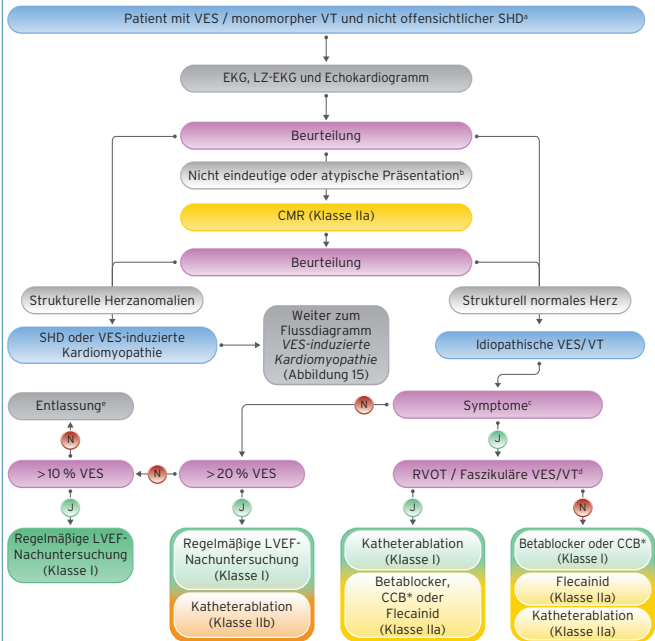 Patient mit VES / monomorpher VT und nicht offensichtlicher SHDᵃ
EKG, LZ-EKG und Echokardiogramm
Beurteilung
Nicht eindeutige oder atypische Präsentationᵇ
CMR (Klasse IIa)
Beurteilung
Strukturelle Herzanomalien
Strukturell normales Herz
SHD oder VES-induzierte
Kardiomyopathie
Weiter zum
Flussdiagramm
VES-induzierte
Kardiomyopathie
(Abbildung 15)
Idiopathische VES/VT
Entlassungᵉ
N
Symptomeᶜ
N
J
>10 % VES
N
>20 % VES
RVOT / Faszikuläre VES/VTᵈ
J
J
J
N
Regelmäßige LVEF-
Nachuntersuchung
(Klasse I)
Regelmäßige LVEF-
Nachuntersuchung
(Klasse I)
Katheterablation
(Klasse IIb)
Katheterablation
(Klasse I)
Betablocker,
CCB* oder
Flecainid
(Klasse IIa)
Betablocker oder CCB*
(Klasse I)
Flecainid
(Klasse IIa)
Katheterablation
(Klasse IIa)